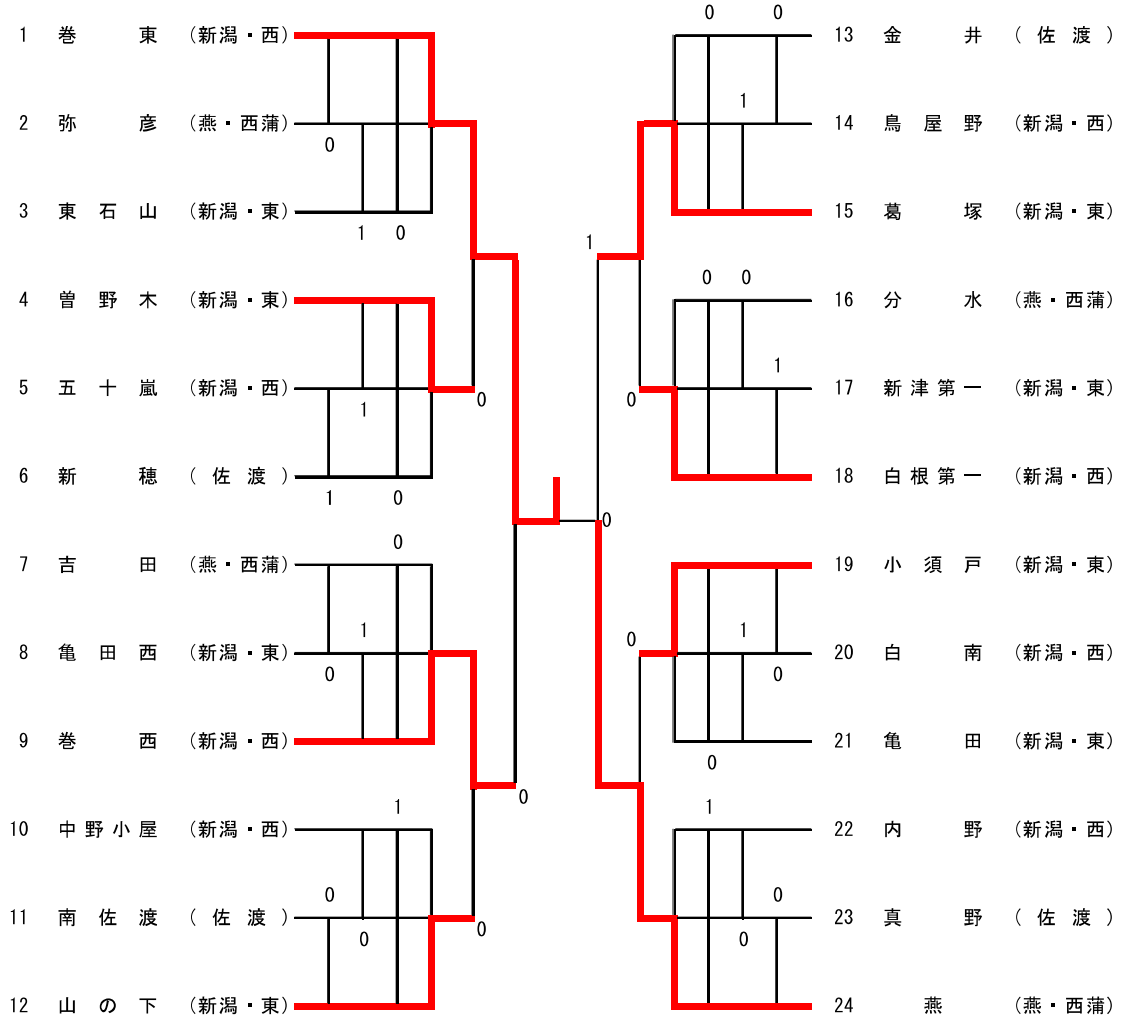 1 巻東 (新潟・西)
2 弥彦 (燕・西蒲)
0
3 東石山 (新潟・東)
1 0
4 曽野木 (新潟・東)
5 五十嵐 (新潟・西)
1
0
6 新穂 (佐渡)
1 0
0
7 吉田 (燕・西蒲)
1
8 亀田西 (新潟・東)
0
9 巻西 (新潟・西)
0
1
10 中野小屋 (新潟・西)
0
11 南佐渡 (佐渡)
0
0
12 山の下 (新潟・東)
0 0
13 金井 (佐渡)
1
14 鳥屋野 (新潟・西)
15 葛塚 (新潟・東)
1
0 0
16 分水 (燕・西蒲)
1
17 新津第一 (新潟・東)
0
18 白根第一 (新潟・西)
0
19 小須戸 (新潟・東)
0
1
20 白南 (新潟・西)
0
21 亀田 (新潟・東)
0
1
22 内野 (新潟・西)
0
23 真野 (佐渡)
0
24 燕 (燕・西蒲)